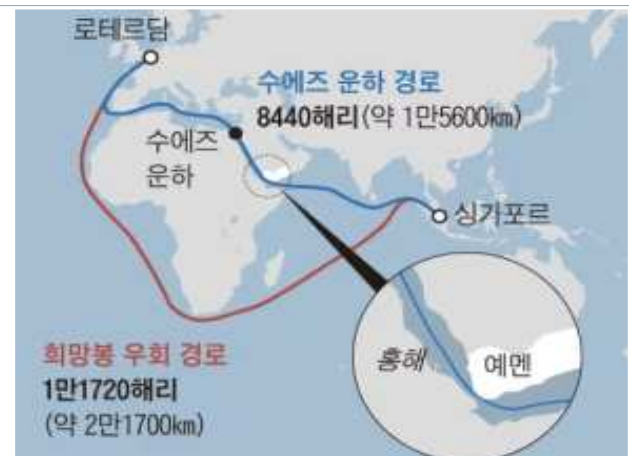 로테르담
수에즈 운하 경로
8440해리(약 1만5600㎞)
수에즈
운하
싱가포르
홍해
예멘
희망봉 우회 경로
1만1720해리
(약 2만1700㎞)